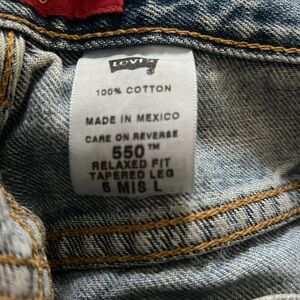 LEVI'S
®
100% COTTON
MADE IN MEXICO
CARE ON REVERSE
550™
RELAXED FIT
TAPERED LEG
6 MIS L